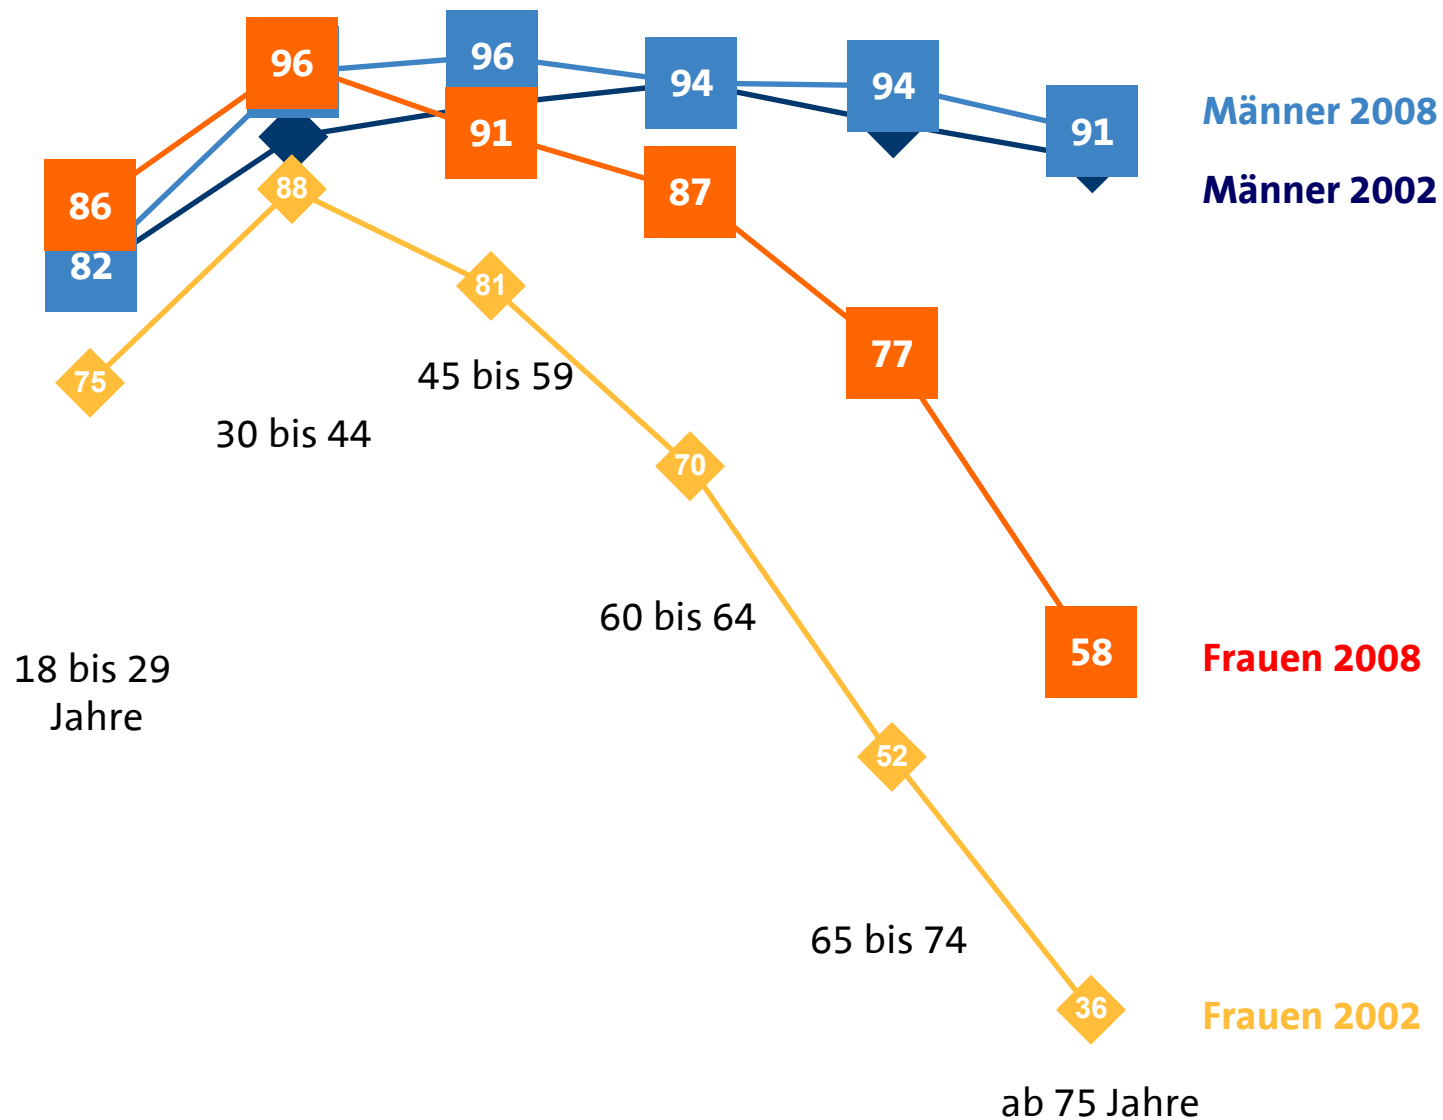 96
96
94
94
91
Männer 2008
91
Männer 2002
86
87
88
82
81
77
75
45 bis 59
30 bis 44
70
60 bis 64
18 bis 29
Jahre
58
Frauen 2008
52
65 bis 74
36
Frauen 2002
ab 75 Jahre